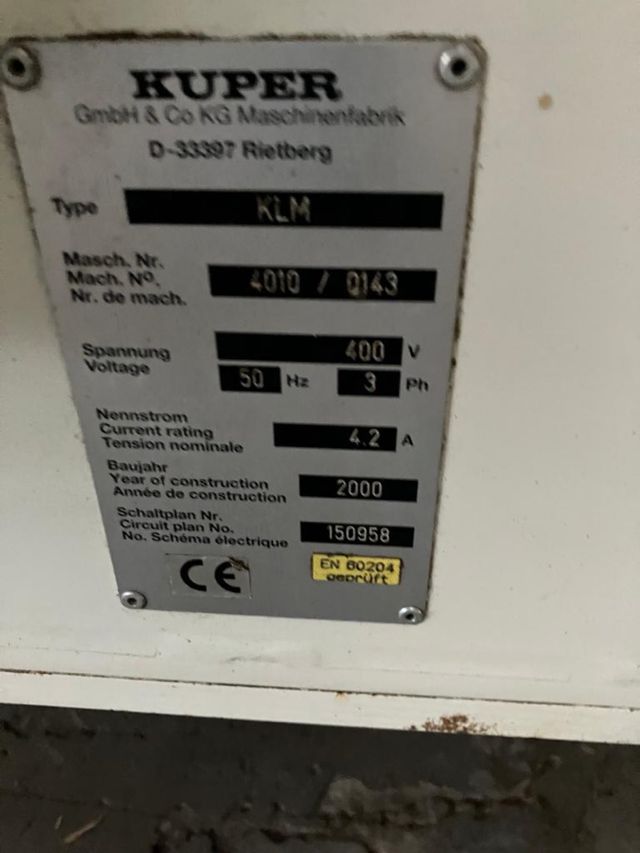 KUPER
GmbH & Co KG Maschinenfabrik
D-33397 Rietberg
Type KLM
Masch. Nr.
Mach. Nº. 4010 / 0143
Nr. de mach.
Spannung 400 V
Voltage 50 Hz 3 Ph
Nennstrom
Current rating 4.2 A
Tension nominale
Baujahr
Year of construction 2000
Année de construction
Schaltplan Nr.
Circuit plan No. 150958
No. Schéma électrique
CE
EN 60204
geprüft